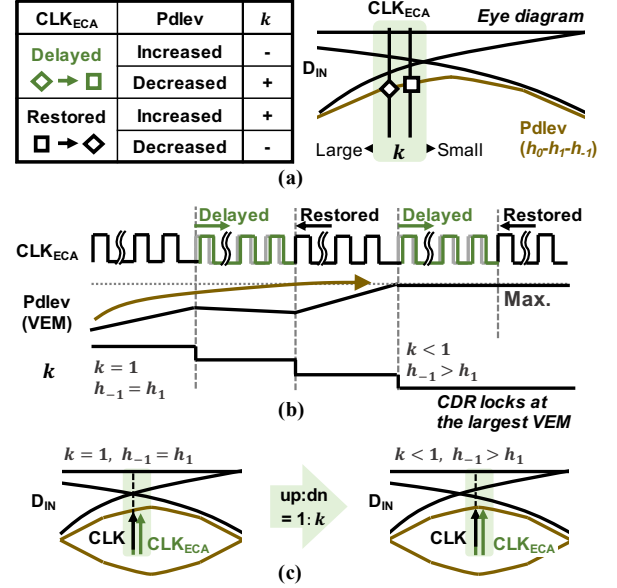 CLK_ECA Pdlev k
Delayed Increased -
Decreased +
Restored Increased +
Decreased -
CLK_ECA
Eye diagram
D_IN
Pdlev
(h_0-h_1-h_-1)
Large k Small
(a)
Delayed Restored Delayed Restored
CLK_ECA
Pdlev
(VEM)
Max.
k
k = 1
h_−1 = h_1
k < 1
h_−1 > h_1
CDR locks at
the largest VEM
(b)
k = 1, h_−1 = h_1
D_IN
CLK
CLK_ECA
up:dn
= 1: k
k < 1, h_−1 > h_1
D_IN
CLK
CLK_ECA
(c)